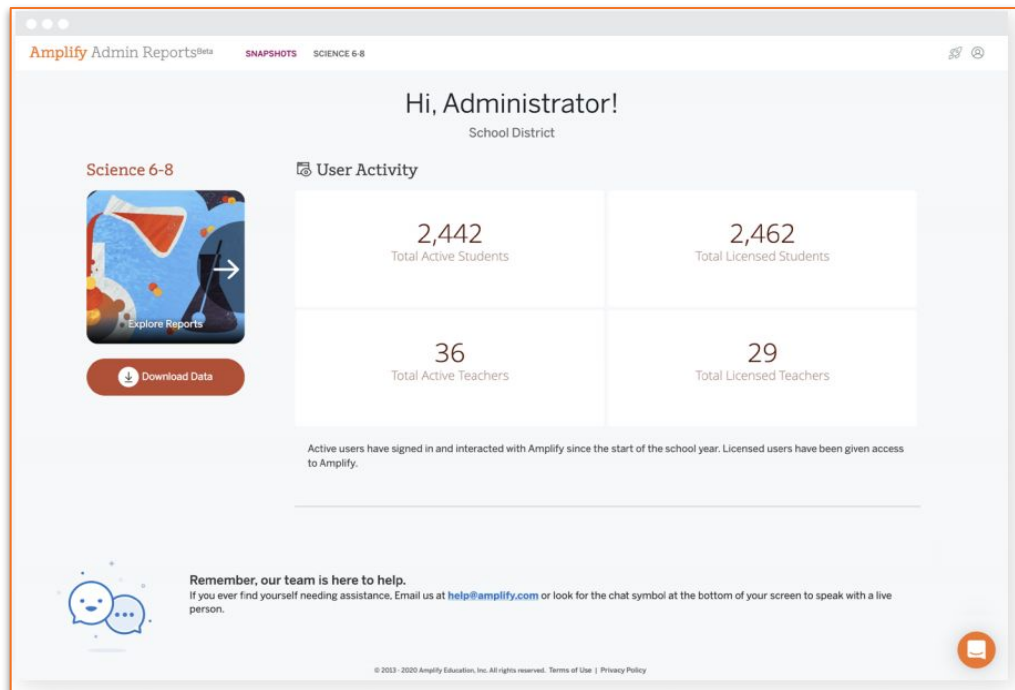 Amplify Admin Reports Beta
SNAPSHOTS
SCIENCE 6-8
Hi, Administrator!
School District
Science 6-8
Explore Reports
Download Data
User Activity
2,442
Total Active Students
2,462
Total Licensed Students
36
Total Active Teachers
29
Total Licensed Teachers
Active users have signed in and interacted with Amplify since the start of the school year. Licensed users have been given access
to Amplify.
Remember, our team is here to help.
If you ever find yourself needing assistance, Email us at help@amplify.com or look for the chat symbol at the bottom of your screen to speak with a live
person.
© 2013 - 2020 Amplify Education, Inc. All rights reserved. Terms of Use | Privacy Policy